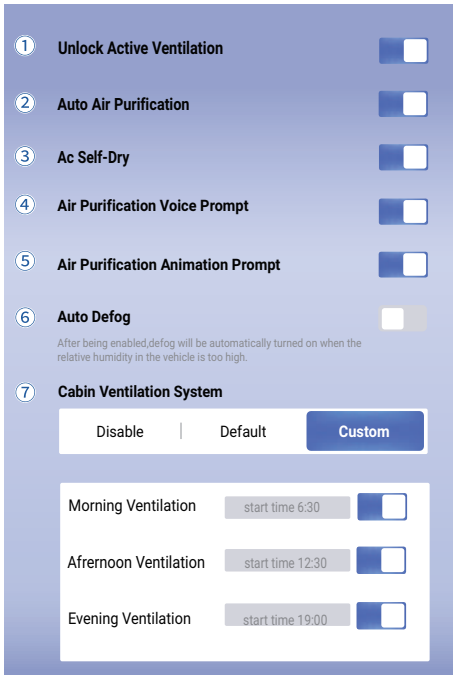 ① Unlock Active Ventilation
② Auto Air Purification
③ Ac Self-Dry
④ Air Purification Voice Prompt
⑤ Air Purification Animation Prompt
⑥ Auto Defog
After being enabled,defog will be automatically turned on when the
relative humidity in the vehicle is too high.
⑦ Cabin Ventilation System
Disable | Default Custom
Morning Ventilation start time 6:30
Afrernoon Ventilation start time 12:30
Evening Ventilation start time 19:00